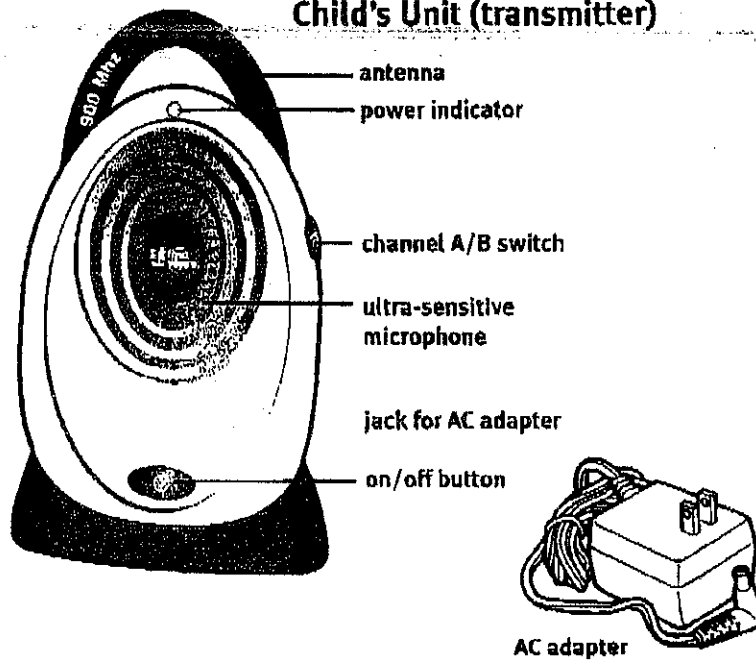 Child's Unit (transmitter)
900 Mhz
antenna
power indicator
channel A/B switch
ultra-sensitive
microphone
jack for AC adapter
on/off button
AC adapter